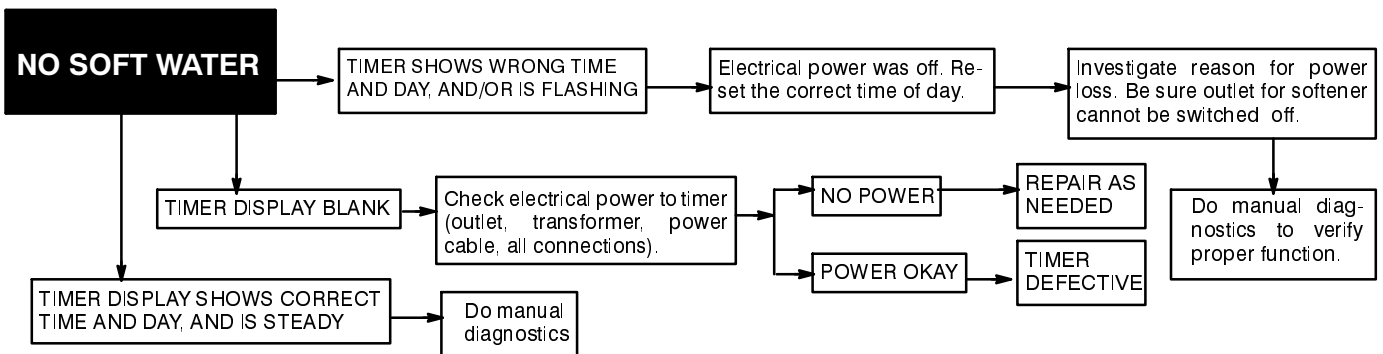 NO SOFT WATER
TIMER SHOWS WRONG TIME
AND DAY, AND/OR IS FLASHING
Electrical power was off. Re-
set the correct time of day.
Investigate reason for power
loss. Be sure outlet for softener
cannot be switched off.
Do manual diag-
nostics to verify
proper function.
TIMER DISPLAY BLANK
Check electrical power to timer
(outlet, transformer, power
cable, all connections).
NO POWER
REPAIR AS
NEEDED
POWER OKAY
TIMER
DEFECTIVE
TIMER DISPLAY SHOWS CORRECT
TIME AND DAY, AND IS STEADY
Do manual
diagnostics